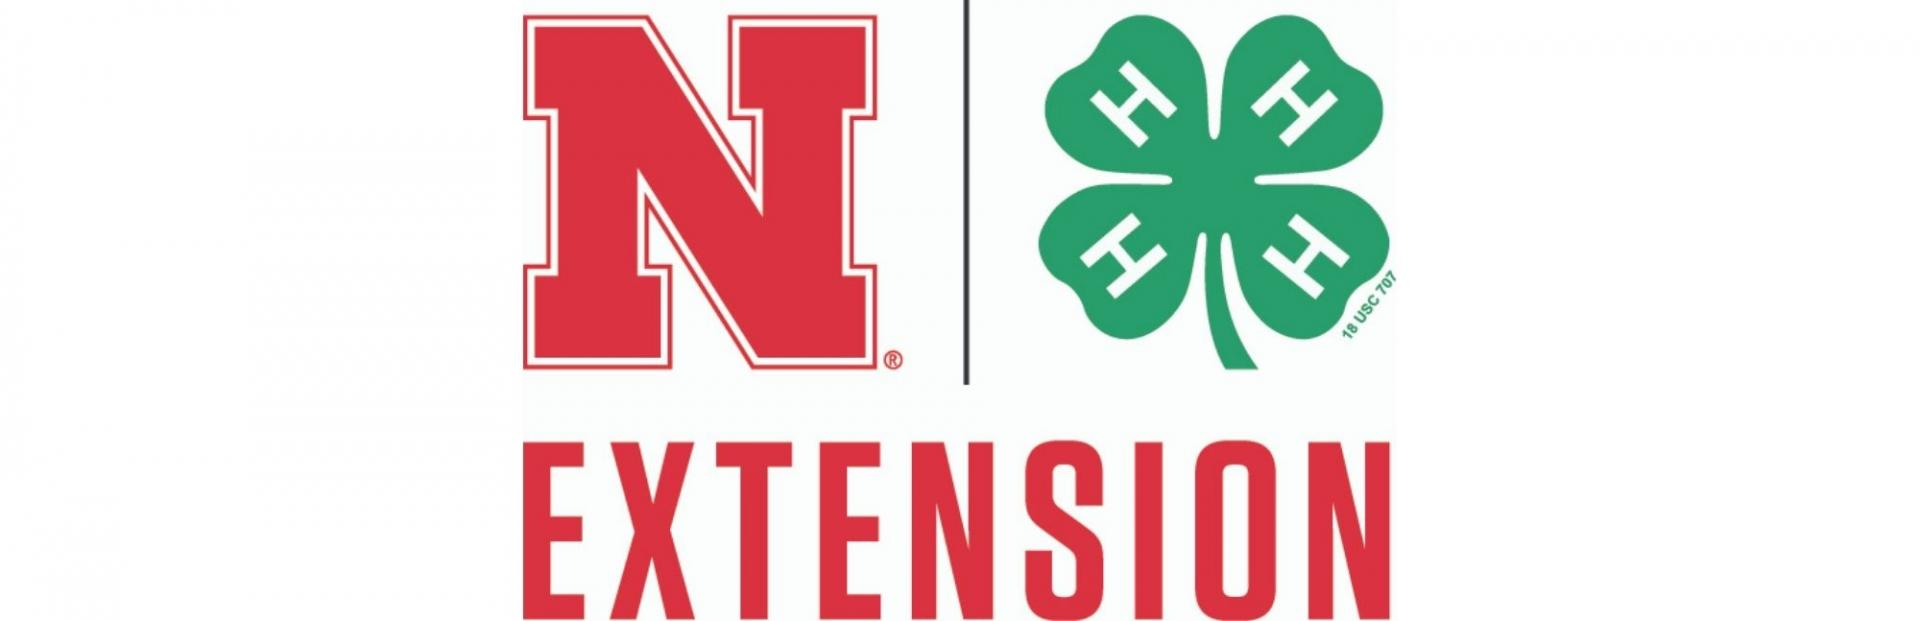 N®
H H
H H
18 USC 707
EXTENSION